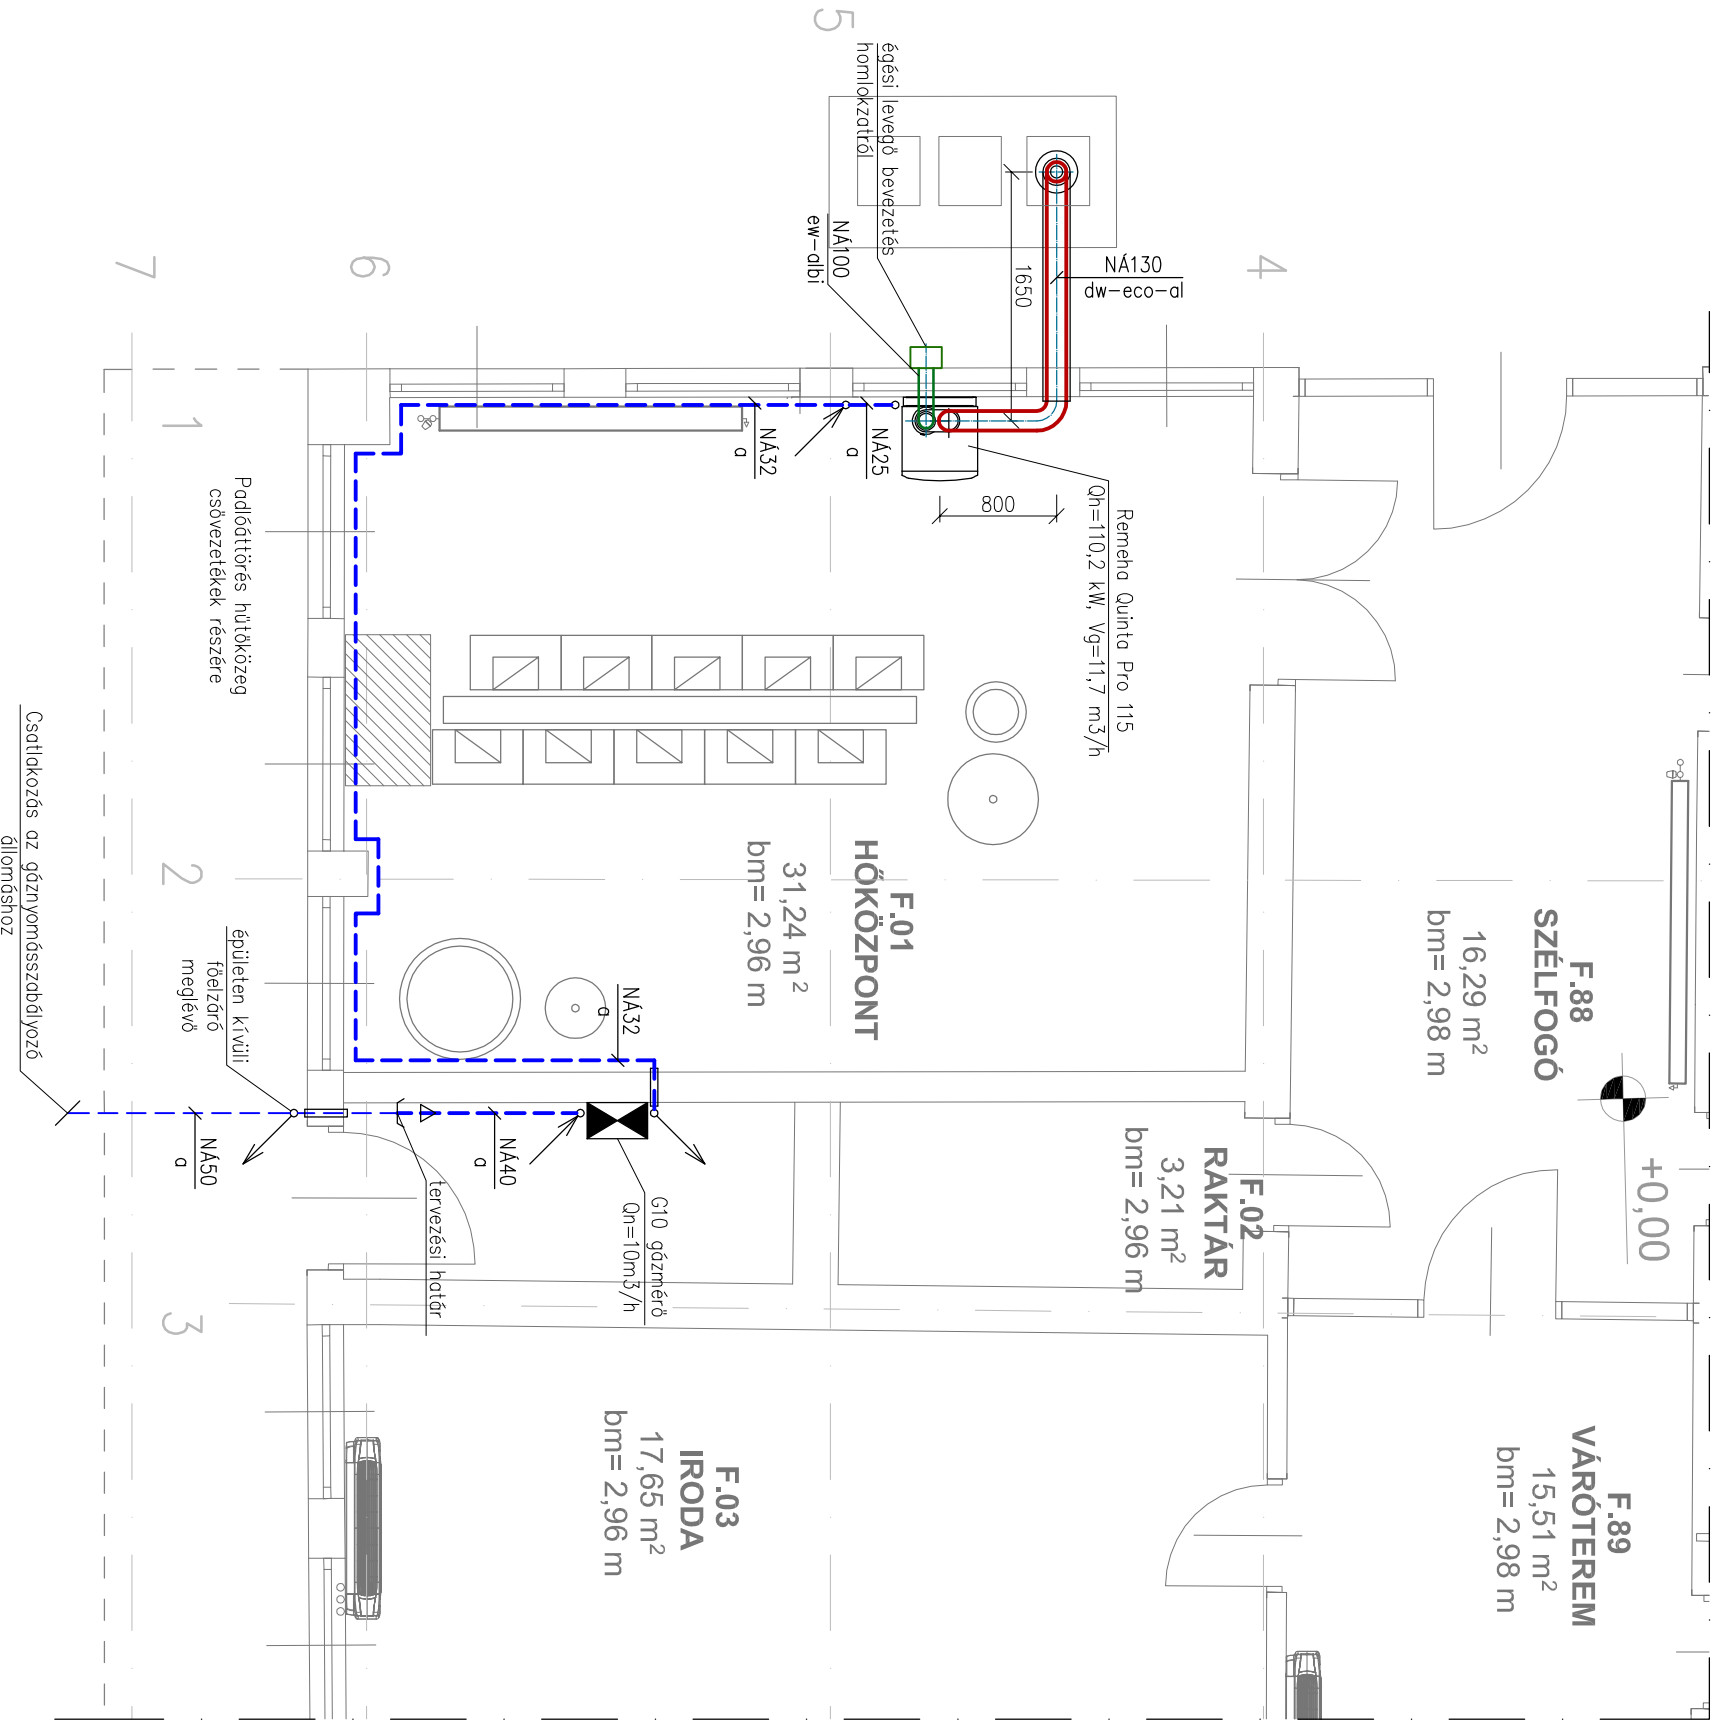 5
égési levegő bevezetés
homlokzatról
NÁ100
ew-albi
NÁ130
dw-eco-al
1650
4
6
7
1
NÁ32
a
NÁ25
a
800
Remeha Quinta Pro 115
Qh=110,2 kW, Vg=11,7 m3/h
Padlóáttörés hűtőközeg
csővezetékek részére
F.01
HŐKÖZPONT
31,24 m²
bm= 2,96 m
2
F.88
SZÉLFOGÓ
16,29 m²
bm= 2,98 m
+0,00
Csatlakozás az gáznyomásszabályozó
állomáshoz
épületen kívüli
főelzáró
meglévő
NÁ32
a
NÁ50
a
NÁ40
a
tervezési határ
G10 gázmérő
Qn=10m3/h
F.02
RAKTÁR
3,21 m²
bm= 2,96 m
3
F.03
IRODA
17,65 m²
bm= 2,96 m
F.89
VÁRÓTEREM
15,51 m²
bm= 2,98 m